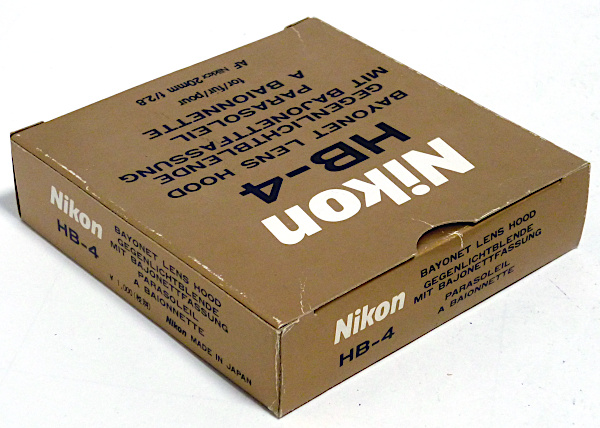 Nikon
HB-4
BAYONET LENS HOOD
GEGENLICHTBLENDE
MIT BAJONETTFASSUNG
PARASOLEIL
A BAIONNETTE
for/für/pour
AF Nikkor 20mm f/2.8
Nikon
HB-4
BAYONET LENS HOOD
GEGENLICHTBLENDE
MIT BAJONETTFASSUNG
PARASOLEIL
A BAIONNETTE
¥ 1,000
Nikon MADE IN JAPAN
Nikon
HB-4
BAYONET LENS HOOD
GEGENLICHTBLENDE
MIT BAJONETTFASSUNG
PARASOLEIL
A BAIONNETTE